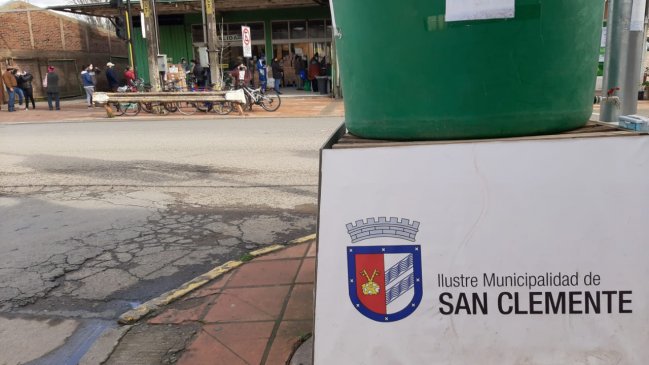 Ilustre Municipalidad de
SAN CLEMENTE